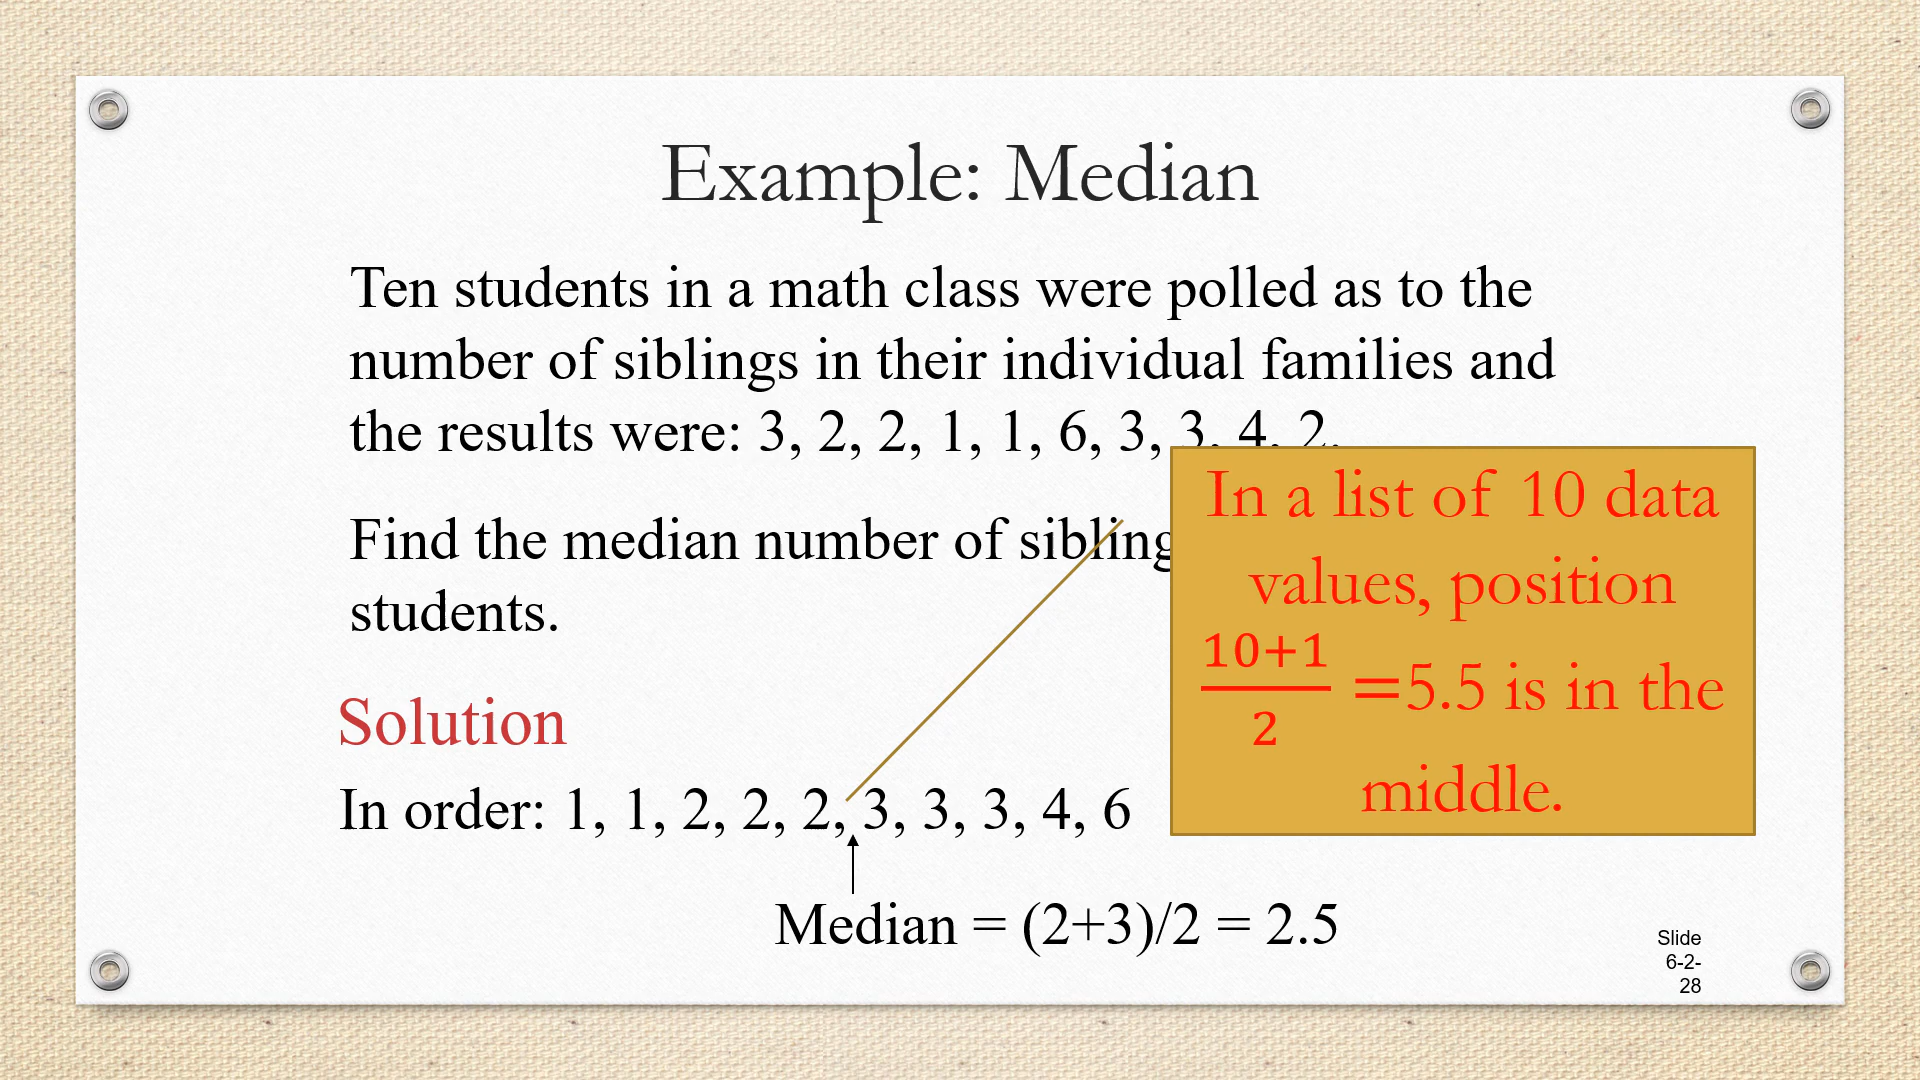 Example: Median
Ten students in a math class were polled as to the
number of siblings in their individual families and
the results were: 3, 2, 2, 1, 1, 6, 3, 3, 4, 2.
Find the median number of
students.
In a list of 10 data
values, position
10+1
2
=5.5 is in the
middle.
Solution
In order: 1, 1, 2, 2, 2, 3, 3, 3, 4, 6
Median = (2+3)/2 = 2.5
Slide
6-2-
28